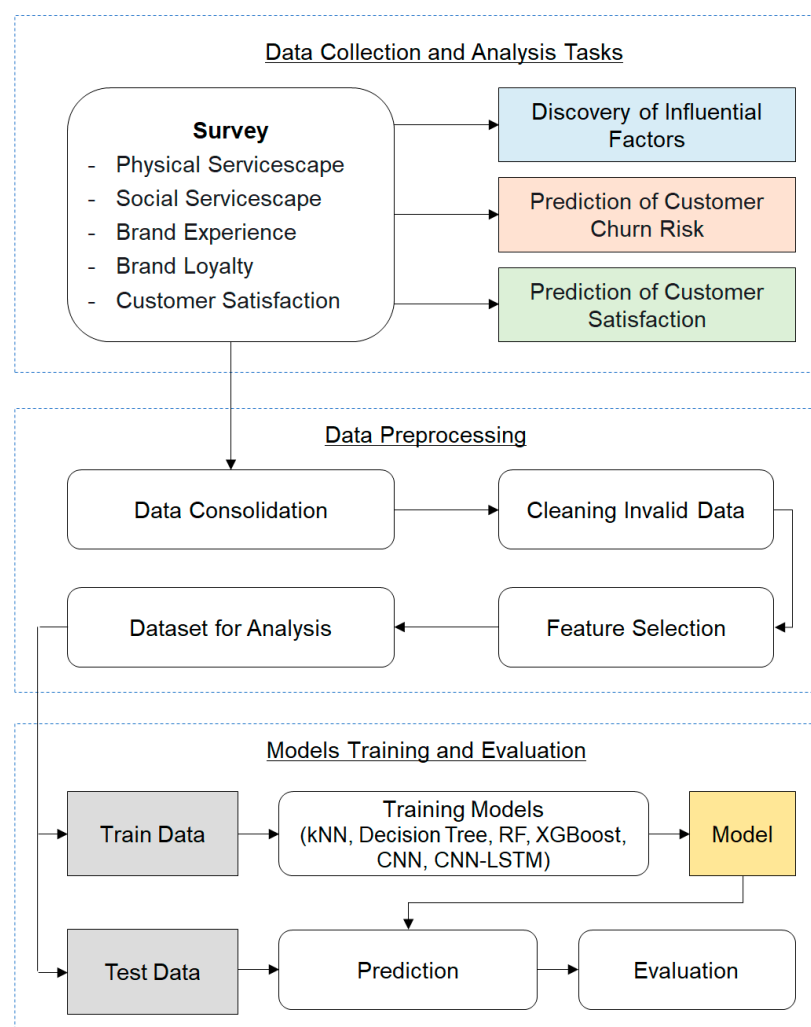 Data Collection and Analysis Tasks
Survey
- Physical Servicescape
- Social Servicescape
- Brand Experience
- Brand Loyalty
- Customer Satisfaction
Discovery of Influential
Factors
Prediction of Customer
Churn Risk
Prediction of Customer
Satisfaction
Data Preprocessing
Data Consolidation
Cleaning Invalid Data
Dataset for Analysis
Feature Selection
Models Training and Evaluation
Train Data
Training Models
(kNN, Decision Tree, RF, XGBoost,
CNN, CNN-LSTM)
Model
Test Data
Prediction
Evaluation